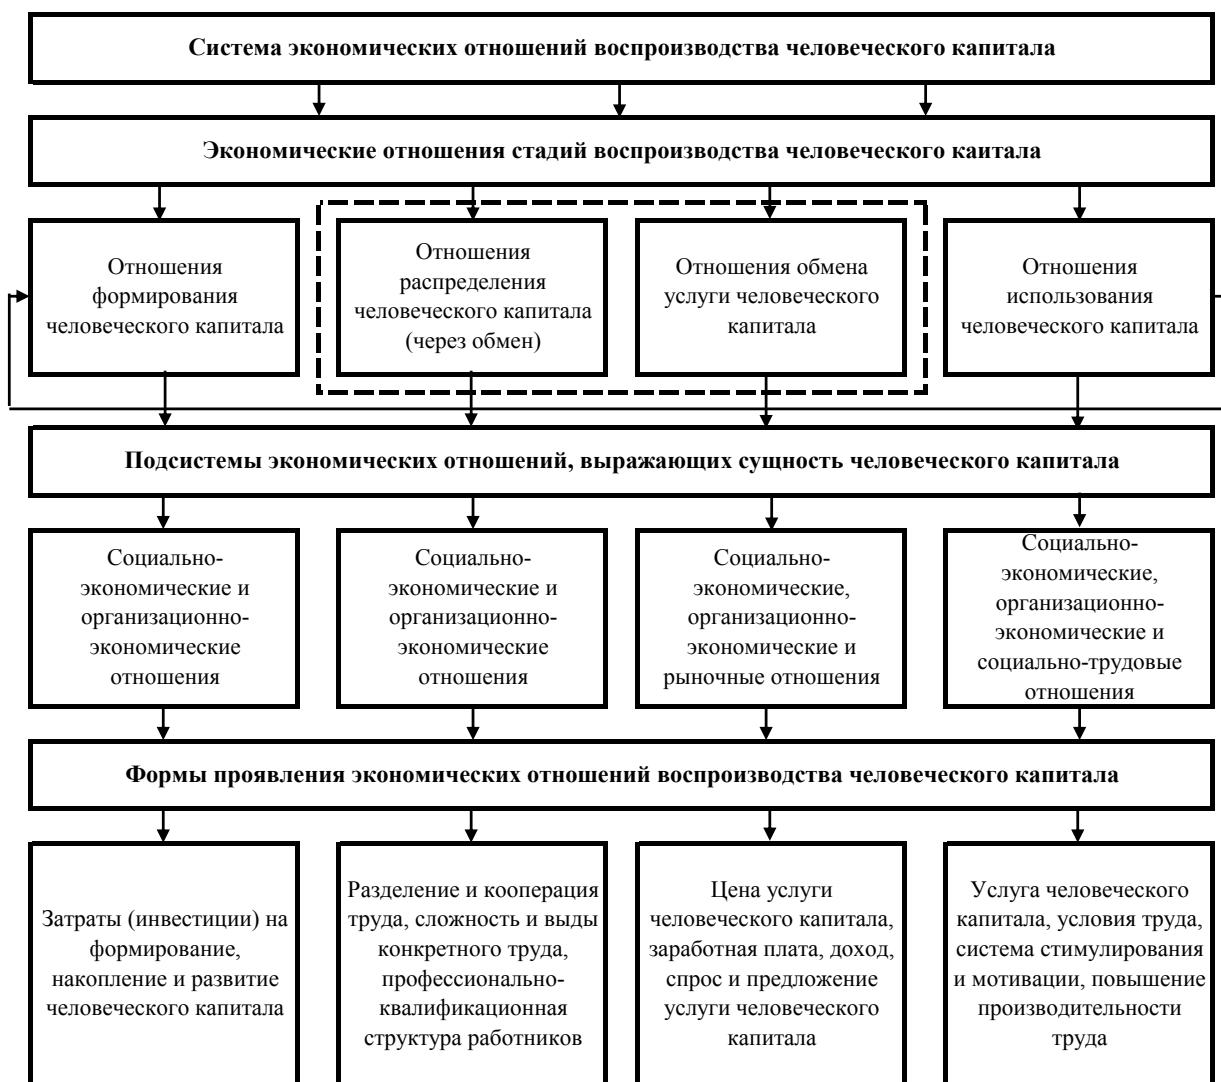 Система экономических отношений воспроизводства человеческого капитала
Экономические отношения стадий воспроизводства человеческого каитала
Отношения
формирования
человеческого капитала
Отношения
распределения
человеческого капитала
(через обмен)
Отношения обмена
услуги человеческого
капитала
Отношения
использования
человеческого капитала
Подсистемы экономических отношений, выражающих сущность человеческого капитала
Социально-
экономические и
организационно-
экономические
отношения
Социально-
экономические и
организационно-
экономические
отношения
Социально-
экономические,
организационно-
экономические и
рыночные отношения
Социально-
экономические,
организационно-
экономические и
социально-трудовые
отношения
Формы проявления экономических отношений воспроизводства человеческого капитала
Затраты (инвестиции) на
формирование,
накопление и развитие
человеческого капитала
Разделение и кооперация
труда, сложность и выды
конкретного труда,
профессионально-
квалификационная
структура работников
Цена услуги
человеческого капитала,
заработная плата, доход,
спрос и предложение
услуги человеческого
капитала
Услуга человеческого
капитала, условия труда,
система стимулирования
и мотивации, повышение
производительности
труда